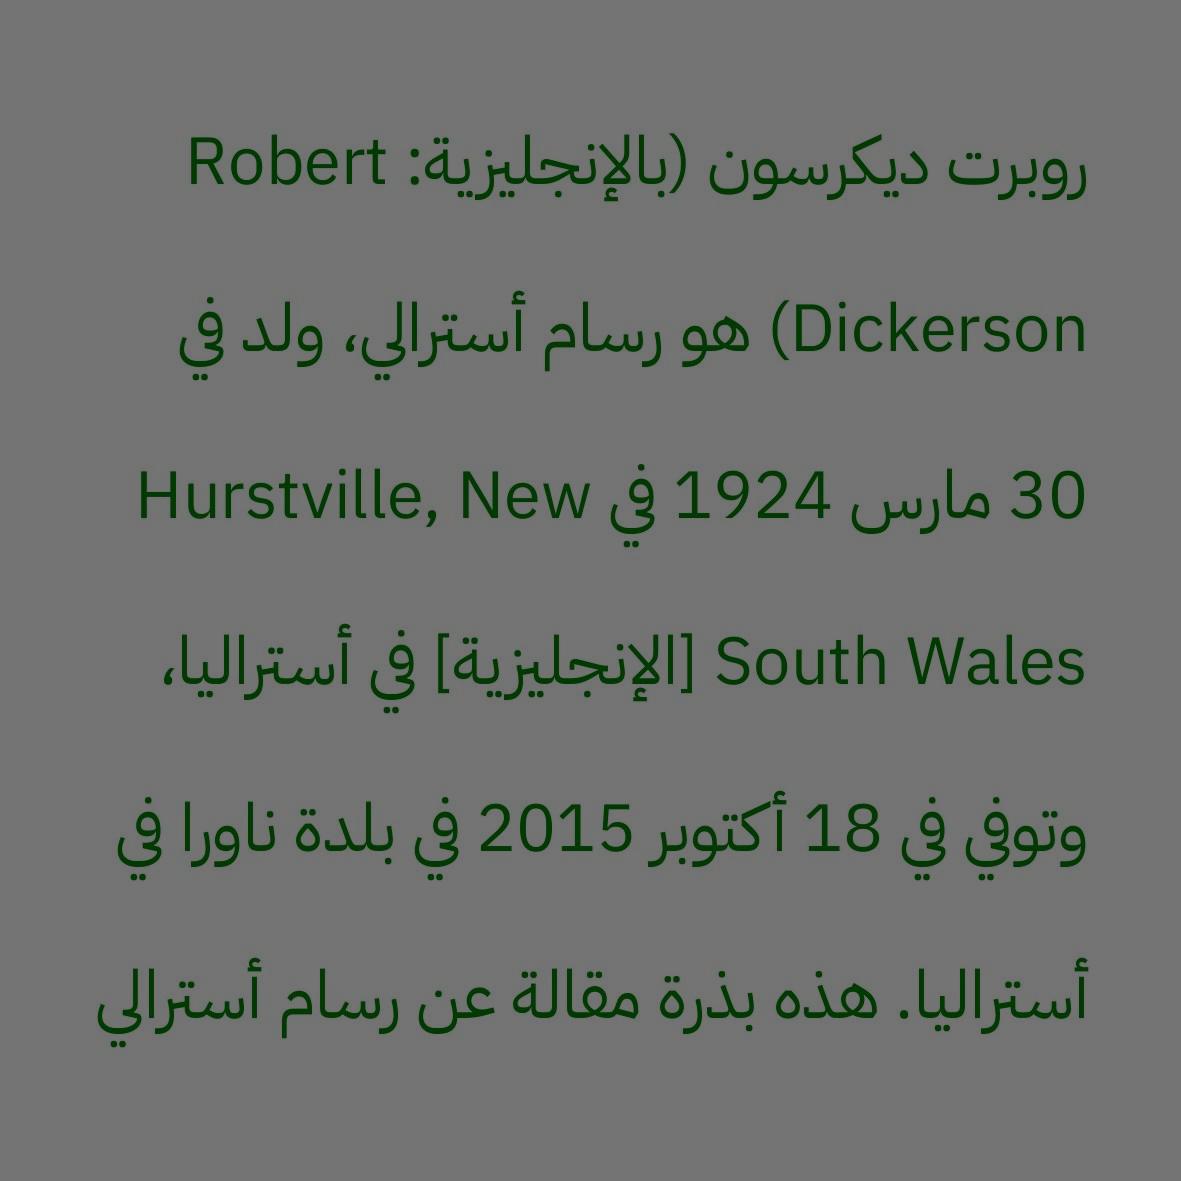 روبرت ديكرسون (بالإنجليزية: Robert
Dickerson) هو رسام أسترالي، ولد في
30 مارس 1924 في Hurstville, New
South Wales [الإنجليزية] في أستراليا،
وتوفي في 18 أكتوبر 2015 في بلدة ناورا في
أستراليا. هذه بذرة مقالة عن رسام أسترالي